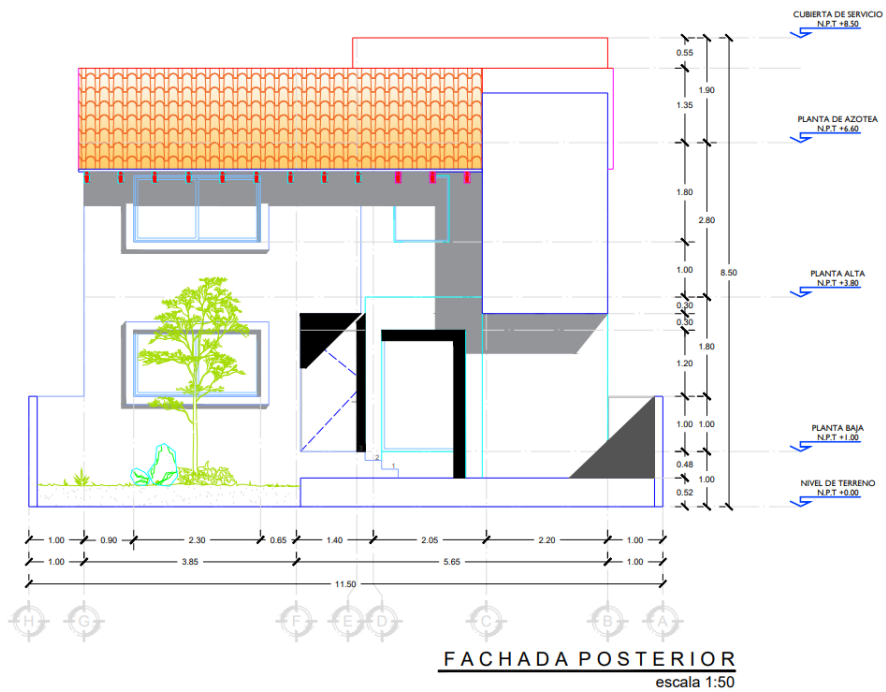 CUBIERTA DE SERVICIO
N.P.T +8.50
0.55
1.90
1.35
PLANTA DE AZOTEA
N.P.T +6.60
1.80
2.80
8.50
1.00
PLANTA ALTA
N.P.T +3.80
0.30
0.30
1.80
1.20
1.00
1.00
PLANTA BAJA
N.P.T +1.00
2
1
0.48
1.00
0.52
NIVEL DE TERRENO
N.P.T +0.00
1.00 0.90 2.30 0.65 1.40 2.05 2.20 1.00
1.00 3.85 5.65 1.00
11.50
H G F E D C B A
FACHADA POSTERIOR
escala 1:50